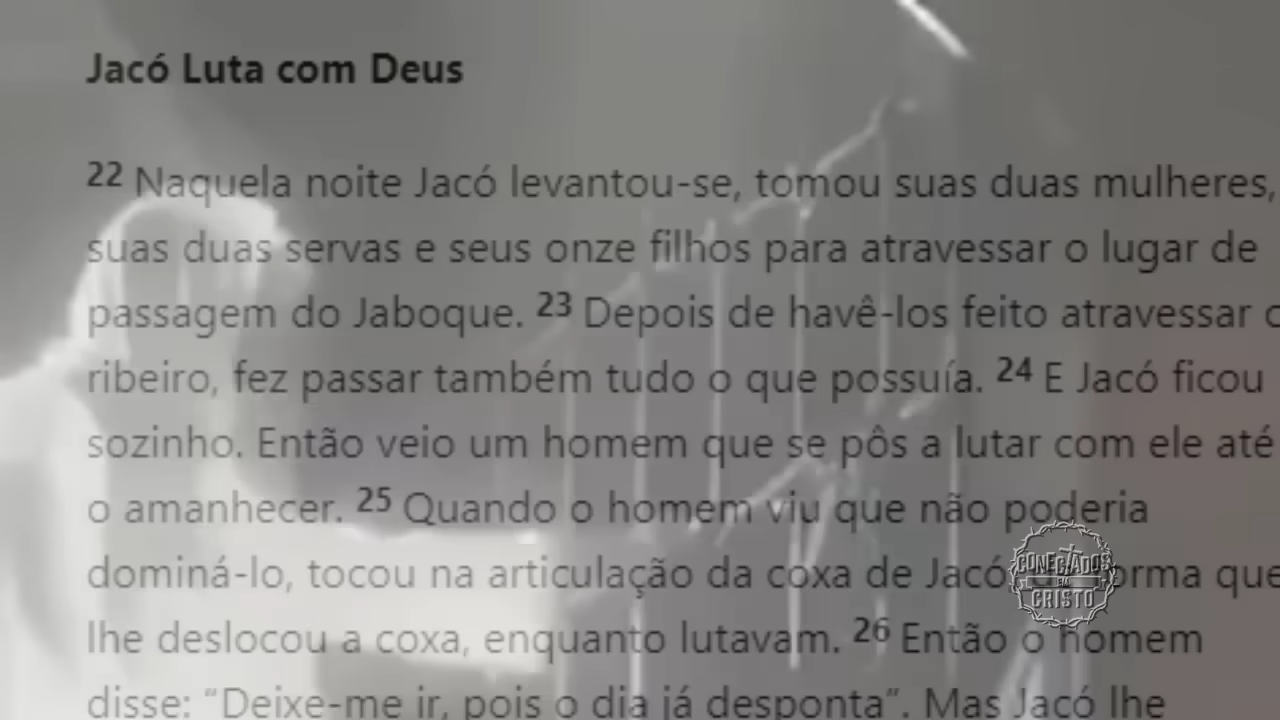 Jacó Luta com Deus
22 Naquela noite Jacó levantou-se, tomou suas duas mulheres,
suas duas servas e seus onze filhos para atravessar o lugar de
passagem do Jaboque. 23 Depois de havê-los feito atravessar o
ribeiro, fez passar também tudo o que possuía. 24 E Jacó ficou
sozinho. Então veio um homem que se pôs a lutar com ele até
o amanhecer. 25 Quando o homem viu que não poderia
dominá-lo, tocou na articulação da coxa de Jacó, orma que
lhe deslocou a coxa, enquanto lutavam. 26 Então o homem
disse: “Deixe-me ir, pois o dia já desponta”. Mas Jacó lhe
CONECTADOS
EM
CRISTO